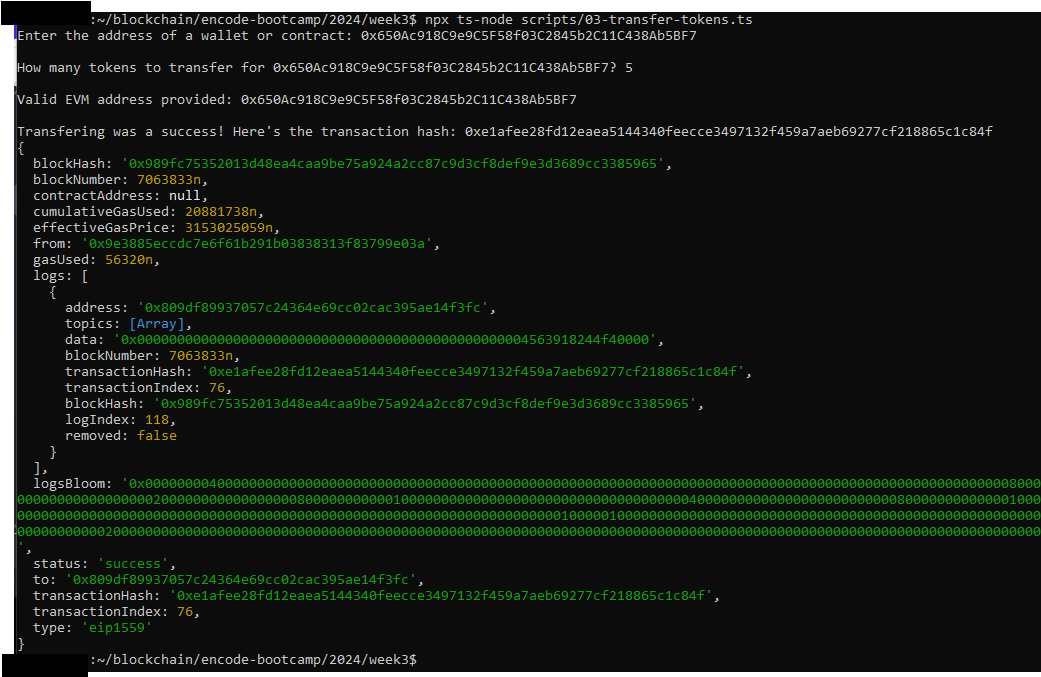 :~/blockchain/encode-bootcamp/2024/week3$ npx ts-node scripts/03-transfer-tokens.ts
Enter the address of a wallet or contract: 0x650Ac918C9e9C5F58f03C2845b2C11C438Ab5BF7
How many tokens to transfer for 0x650Ac918C9e9C5F58f03C2845b2C11C438Ab5BF7? 5
Valid EVM address provided: 0x650Ac918C9e9C5F58f03C2845b2C11C438Ab5BF7
Transfering was a success! Here's the transaction hash: 0xe1afee28fd12eaea5144340feecce3497132f459a7aeb69277cf218865c1c84f
{
  blockHash: '0x989fc75352013d48ea4caa9be75a924a2cc87c9d3cf8def9e3d3689cc3385965',
  blockNumber: 7063833n,
  contractAddress: null,
  cumulativeGasUsed: 20881738n,
  effectiveGasPrice: 3153025059n,
  from: '0x9e3885eccdc7e6f61b291b03838313f83799e03a',
  gasUsed: 56320n,
  logs: [
    {
      address: '0x809df89937057c24364e69cc02cac395ae14f3fc',
      topics: [Array],
      data: '0x0000000000000000000000000000000000000000000000004563918244f40000',
      blockNumber: 7063833n,
      transactionHash: '0xe1afee28fd12eaea5144340feecce3497132f459a7aeb69277cf218865c1c84f',
      transactionIndex: 76,
      blockHash: '0x989fc75352013d48ea4caa9be75a924a2cc87c9d3cf8def9e3d3689cc3385965',
      logIndex: 118,
      removed: false
    }
  ],
  logsBloom: '
',
  status: 'success',
  to: '0x809df89937057c24364e69cc02cac395ae14f3fc',
  transactionHash: '0xe1afee28fd12eaea5144340feecce3497132f459a7aeb69277cf218865c1c84f',
  transactionIndex: 76,
  type: 'eip1559'
}
:~/blockchain/encode-bootcamp/2024/week3$